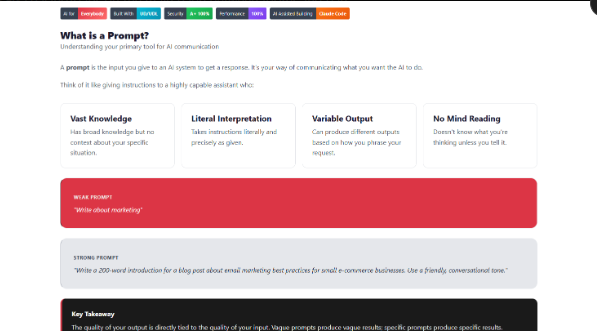 AI for Everybody Built With HS/HDL Security A+ 100% Performance 100% AI Assisted Building Claude Code
What is a Prompt?
Understanding your primary tool for AI communication
A prompt is the input you give to an AI system to get a response. It's your way of communicating what you want the AI to do.
Think of it like giving instructions to a highly capable assistant who:
Vast Knowledge
Has broad knowledge but no
context about your specific
situation.
Literal Interpretation
Takes instructions literally and
precisely as given.
Variable Output
Can produce different outputs
based on how you phrase your
request.
No Mind Reading
Doesn't know what you're
thinking unless you tell it.
WEAK PROMPT
"Write about marketing"
STRONG PROMPT
"Write a 200-word introduction for a blog post about email marketing best practices for small e-commerce businesses. Use a friendly, conversational tone."
Key Takeaway
The quality of your output is directly tied to the quality of your input. Vague prompts produce vague results; specific prompts produce specific results.